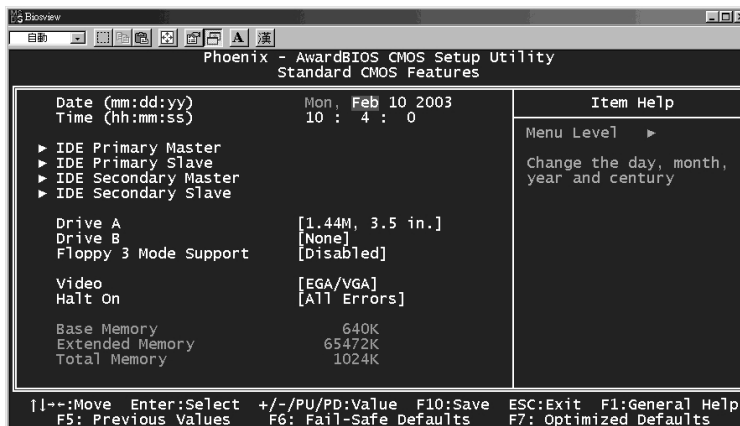 Biosview
自動 A 漢
Phoenix - AwardBIOS CMOS Setup Utility
Standard CMOS Features
Date (mm:dd:yy) Mon, Feb 10 2003
Time (hh:mm:ss) 10 : 4 : 0
► IDE Primary Master
► IDE Primary Slave
► IDE Secondary Master
► IDE Secondary Slave
Drive A [1.44M, 3.5 in.]
Drive B [None]
Floppy 3 Mode Support [Disabled]
Video [EGA/VGA]
Halt On [All Errors]
Base Memory 640K
Extended Memory 65472K
Total Memory 1024K
Item Help
Menu Level ►
Change the day, month,
year and century
↑↓→←:Move Enter:Select +/-/PU/PD:Value F10:Save ESC:Exit F1:General Help
F5: Previous Values F6: Fail-Safe Defaults F7: Optimized Defaults